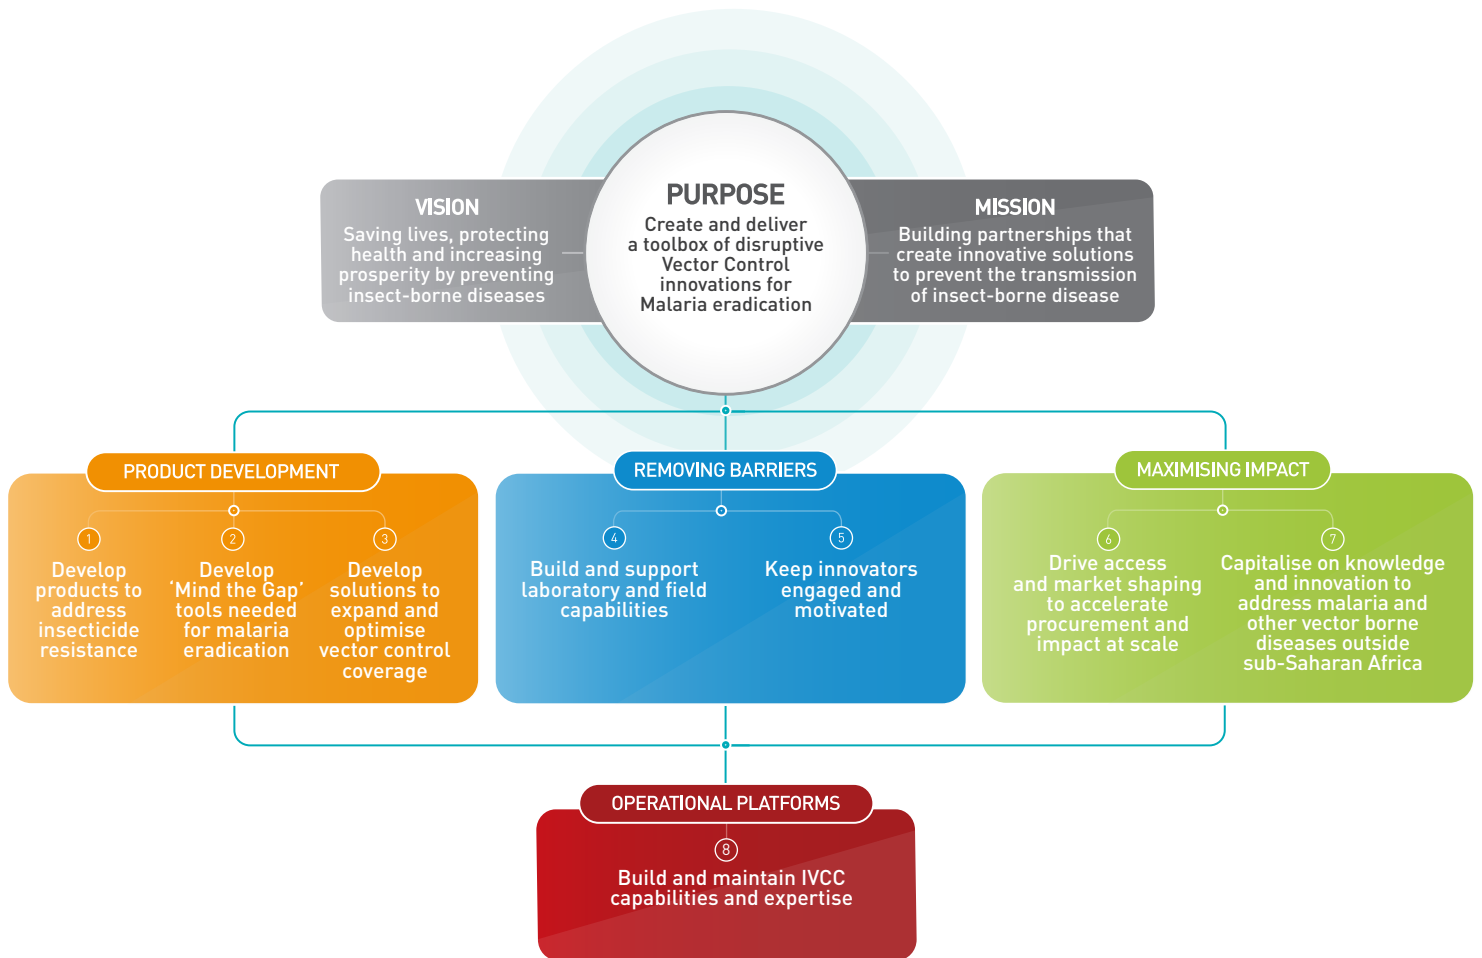 PURPOSE
Create and deliver
a toolbox of disruptive
Vector Control
innovations for
Malaria eradication
VISION
Saving lives, protecting
health and increasing
prosperity by preventing
insect-borne diseases
MISSION
Building partnerships that
create innovative solutions
to prevent the transmission
of insect-borne disease
PRODUCT DEVELOPMENT
1
Develop
products to
address
insecticide
resistance
2
Develop
‘Mind the Gap’
tools needed
for malaria
eradication
3
Develop
solutions to
expand and
optimise
vector control
coverage
REMOVING BARRIERS
4
Build and support
laboratory and field
capabilities
5
Keep innovators
engaged and
motivated
MAXIMISING IMPACT
6
Drive access
and market shaping
to accelerate
procurement and
impact at scale
7
Capitalise on knowledge
and innovation to
address malaria and
other vector borne
diseases outside
sub-Saharan Africa
OPERATIONAL PLATFORMS
8
Build and maintain IVCC
capabilities and expertise